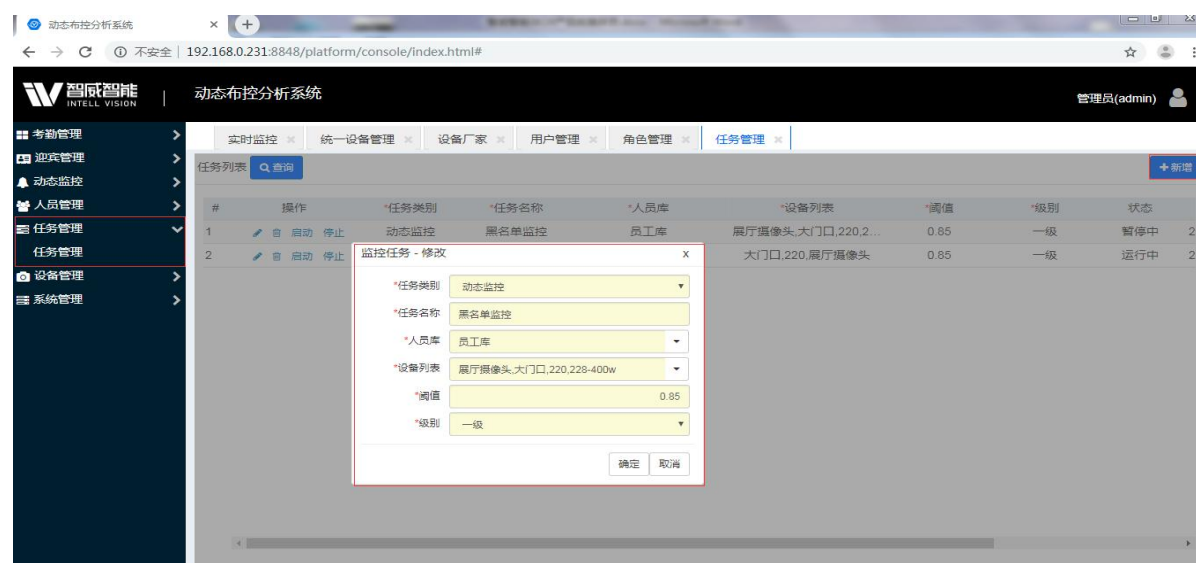 动态布控分析系统
不安全 | 192.168.0.231:8848/platform/console/index.html#
智威智能 INTELL VISION | 动态布控分析系统 管理员(admin)
考勤管理
迎宾管理
动态监控
人员管理
任务管理
任务管理
设备管理
系统管理
实时监控 × 统一设备管理 × 设备厂家 × 用户管理 × 角色管理 × 任务管理 ×
任务列表 查询 +新增
# 操作 *任务类别 *任务名称 *人员库 *设备列表 *阈值 *级别 状态
1 启动 停止 动态监控 黑名单监控 员工库 展厅摄像头,大门口,220,2... 0.85 一级 暂停中 2
2 启动 停止 大门口,220,展厅摄像头 0.85 一级 运行中 2
监控任务 - 修改 x
*任务类别 动态监控
*任务名称 黑名单监控
*人员库 员工库
*设备列表 展厅摄像头,大门口,220,228-400w
*阈值 0.85
*级别 一级
确定 取消